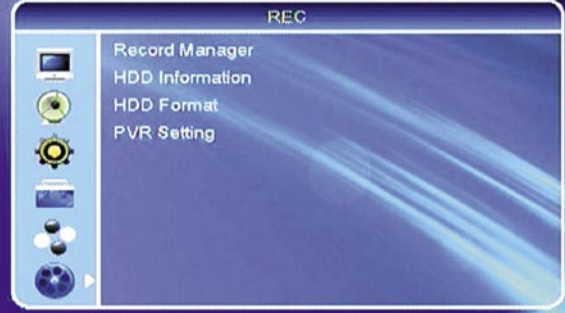 REC
Record Manager
HDD Information
HDD Format
PVR Setting